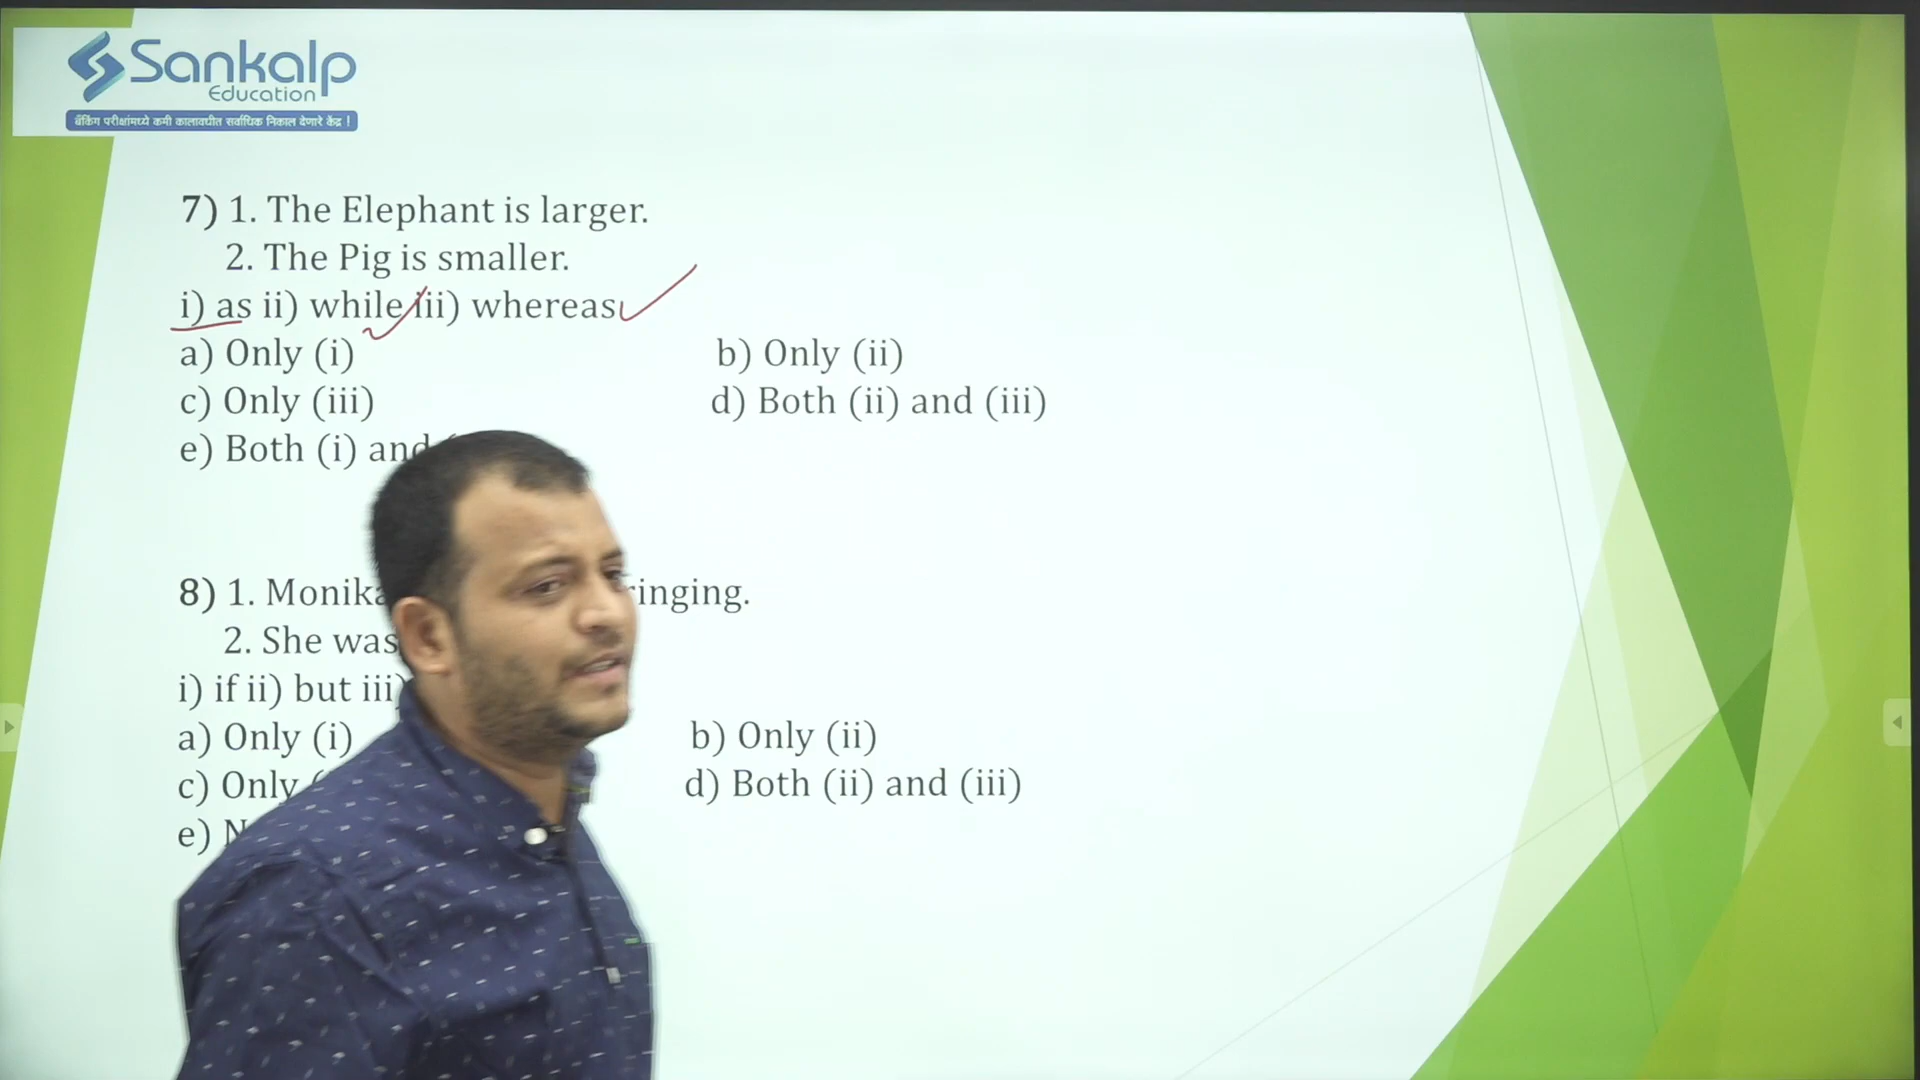 Sankalp
Education
बँकिंग परीक्षांमध्ये कमी कालावधीत सर्वाधिक निकाल देणारे केंद्र !
7) 1. The Elephant is larger.
2. The Pig is smaller.
i) as ii) while iii) whereas
a) Only (i) b) Only (ii)
c) Only (iii) d) Both (ii) and (iii)
e) Both (i) and
8) 1. Monika ringing.
2. She was
i) if ii) but iii)
a) Only (i) b) Only (ii)
c) Only d) Both (ii) and (iii)
e)